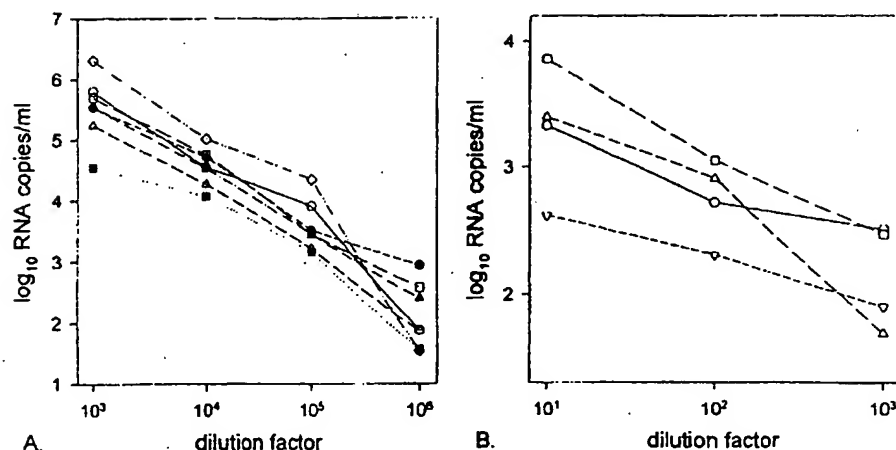 7
6
5
4
3
2
1
log₁₀ RNA copies/ml
10³ 10⁴ 10⁵ 10⁶
A. dilution factor
4
3
2
log₁₀ RNA copies/ml
10¹ 10² 10³
B. dilution factor